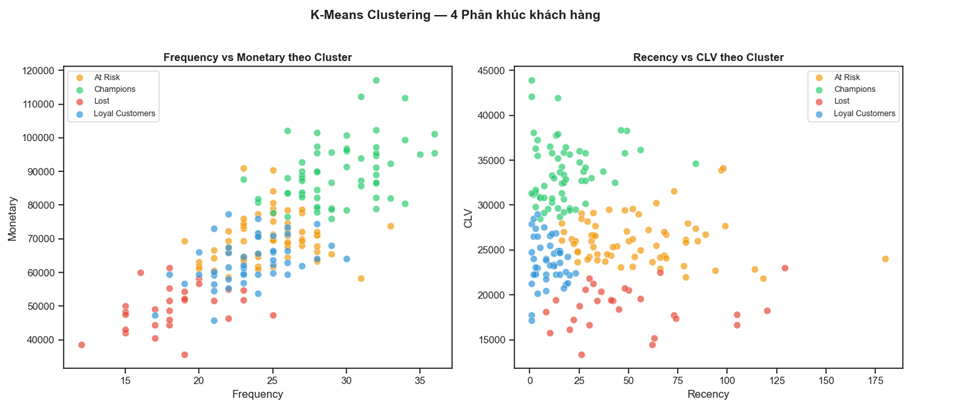 K-Means Clustering — 4 Phân khúc khách hàng
Frequency vs Monetary theo Cluster
At Risk
Champions
Lost
Loyal Customers
120000
110000
100000
90000
80000
70000
60000
50000
40000
Monetary
15
20
25
30
35
Frequency
Recency vs CLV theo Cluster
At Risk
Champions
Lost
Loyal Customers
45000
40000
35000
30000
25000
20000
15000
CLV
0
25
50
75
100
125
150
175
Recency